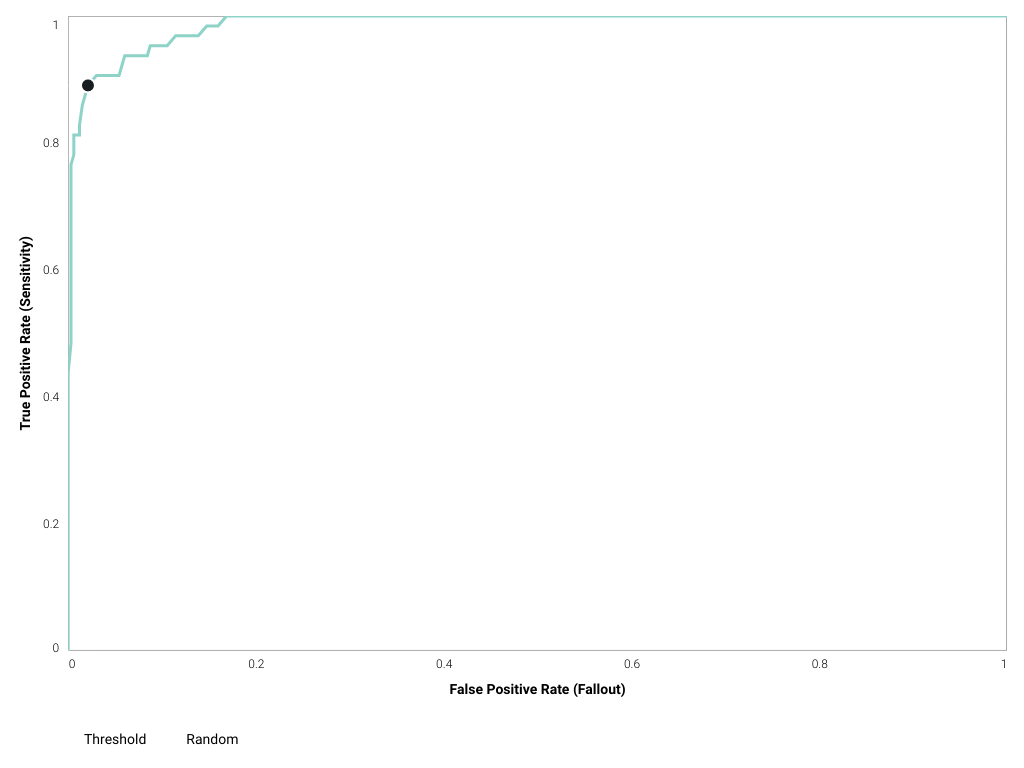 1
0.8
0.6
0.4
0.2
0
True Positive Rate (Sensitivity)
0 0.2 0.4 0.6 0.8 1
False Positive Rate (Fallout)
Threshold Random